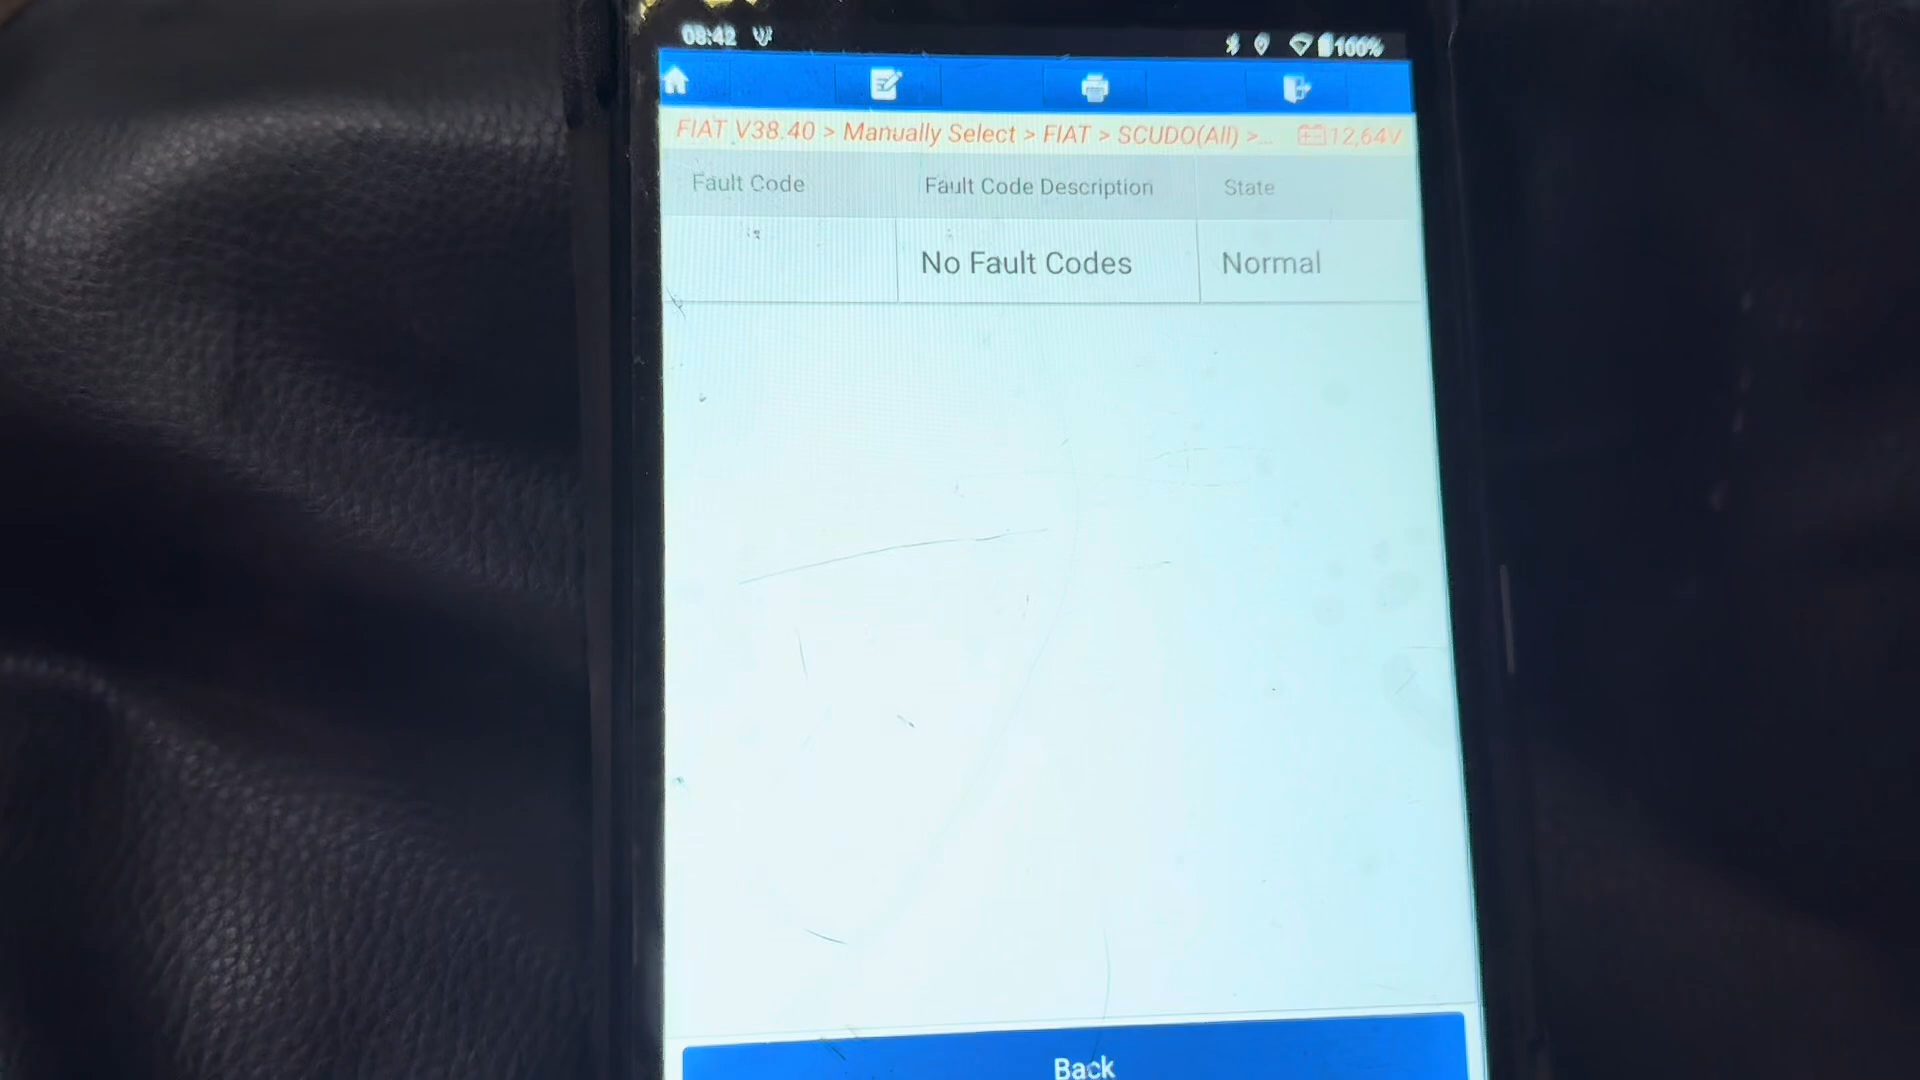 08:42 100%
FIAT V38.40 > Manually Select > FIAT > SCUDO(All) >... 12,64V
Fault Code Fault Code Description State
No Fault Codes Normal
Back